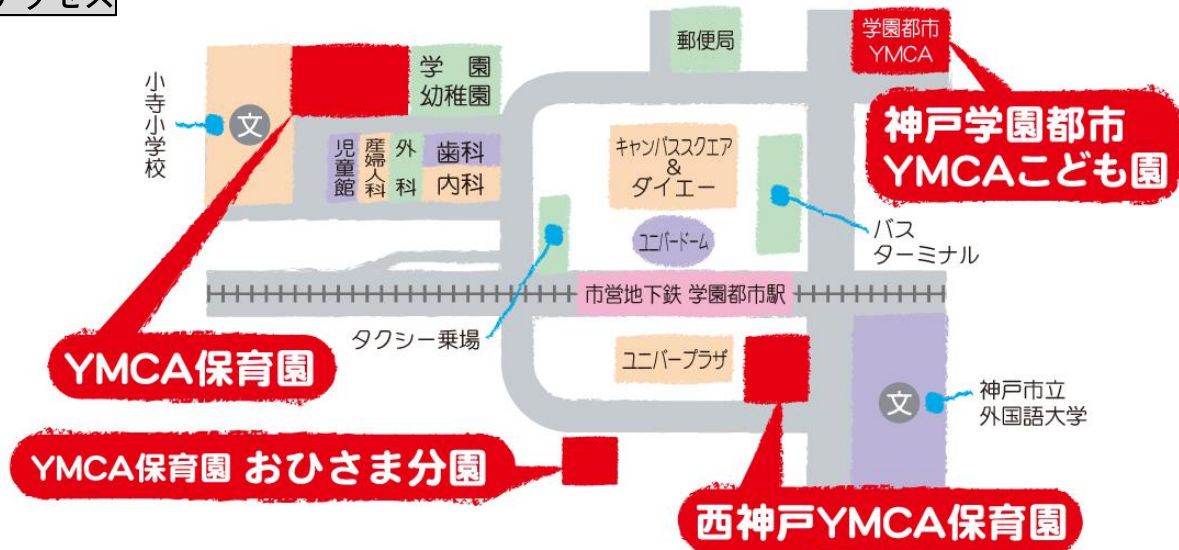 アクセス
郵便局
学園都市
YMCA
学 園
幼稚園
小寺小学校
文
神戸学園都市
YMCAこども園
児童館
産婦人科
外科
歯科
内科
キャンパススクエア
&
ダイエー
ユニバードーム
バス
ターミナル
市営地下鉄 学園都市駅
タクシー乗場
YMCA保育園
ユニバープラザ
文
神戸市立
外国語大学
YMCA保育園 おひさま分園
西神戸YMCA保育園